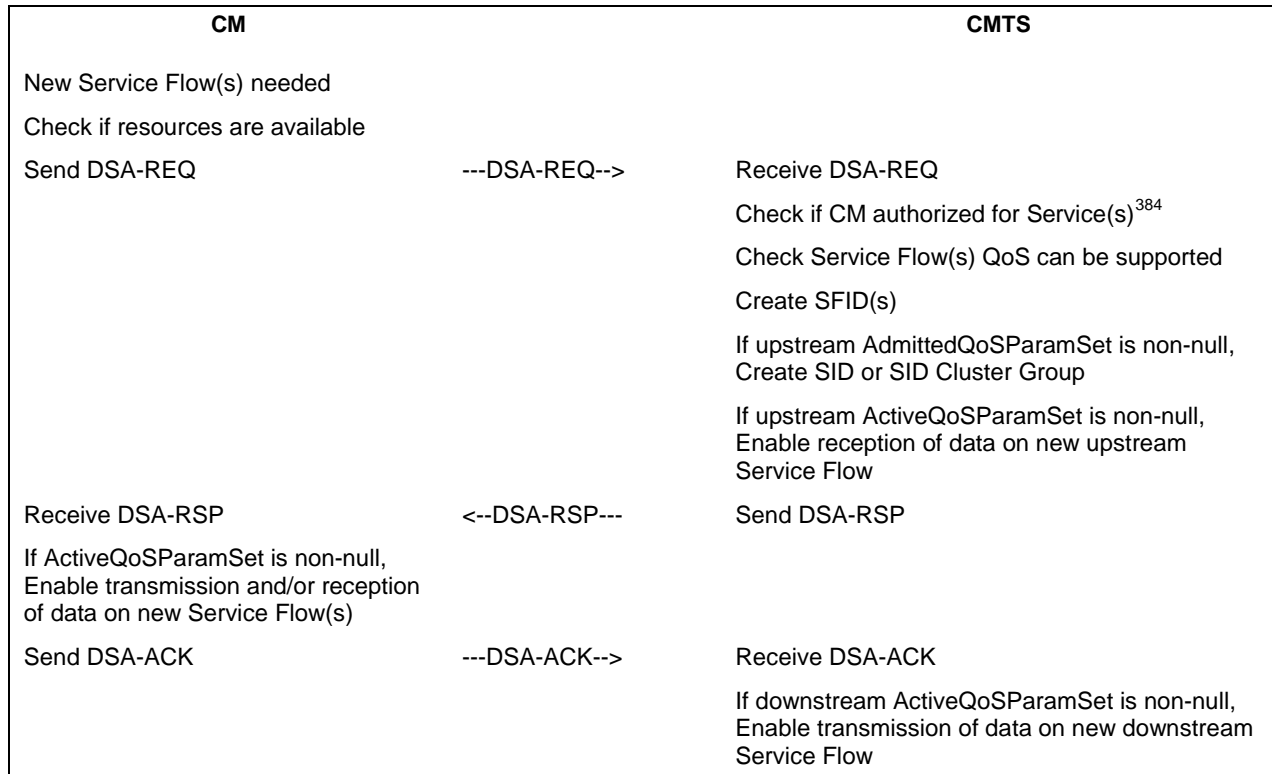 CM CMTS
New Service Flow(s) needed
Check if resources are available
Send DSA-REQ ---DSA-REQ--> Receive DSA-REQ
Check if CM authorized for Service(s)384
Check Service Flow(s) QoS can be supported
Create SFID(s)
If upstream AdmittedQoSParamSet is non-null,
Create SID or SID Cluster Group
If upstream ActiveQoSParamSet is non-null,
Enable reception of data on new upstream
Service Flow
Receive DSA-RSP <--DSA-RSP--- Send DSA-RSP
If ActiveQoSParamSet is non-null,
Enable transmission and/or reception
of data on new Service Flow(s)
Send DSA-ACK ---DSA-ACK--> Receive DSA-ACK
If downstream ActiveQoSParamSet is non-null,
Enable transmission of data on new downstream
Service Flow